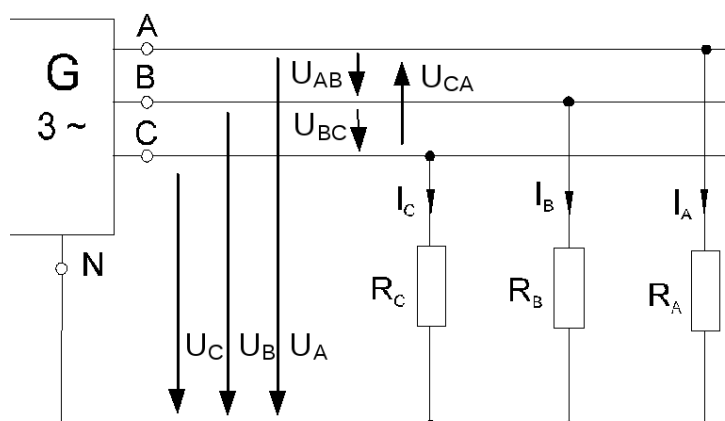 A
G
B
3 ~
C
N
U_AB
U_CA
U_BC
I_C
I_B
I_A
R_C
R_B
R_A
U_C
U_B
U_A